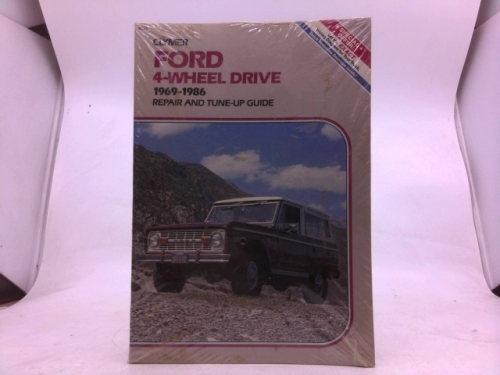 CLYMER
FORD
4-WHEEL DRIVE
1969-1986
REPAIR AND TUNE-UP GUIDE